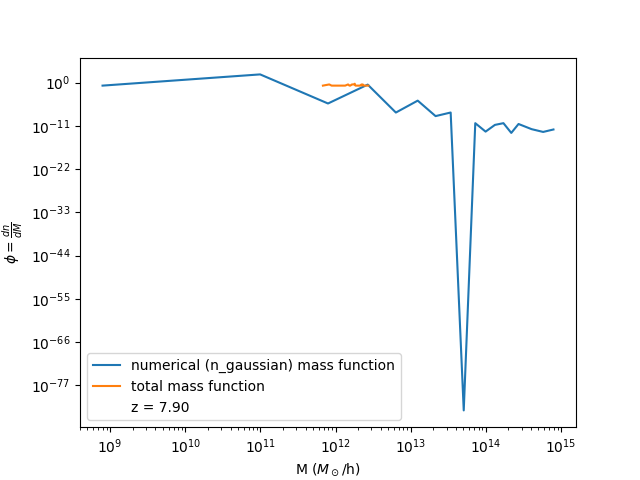 10⁰
10⁻¹¹
10⁻²²
10⁻³³
10⁻⁴⁴
10⁻⁵⁵
10⁻⁶⁶
10⁻⁷⁷
ϕ = dn/dM
numerical (n_gaussian) mass function
total mass function
z = 7.90
10⁹ 10¹⁰ 10¹¹ 10¹² 10¹³ 10¹⁴ 10¹⁵
M (M⊙/h)